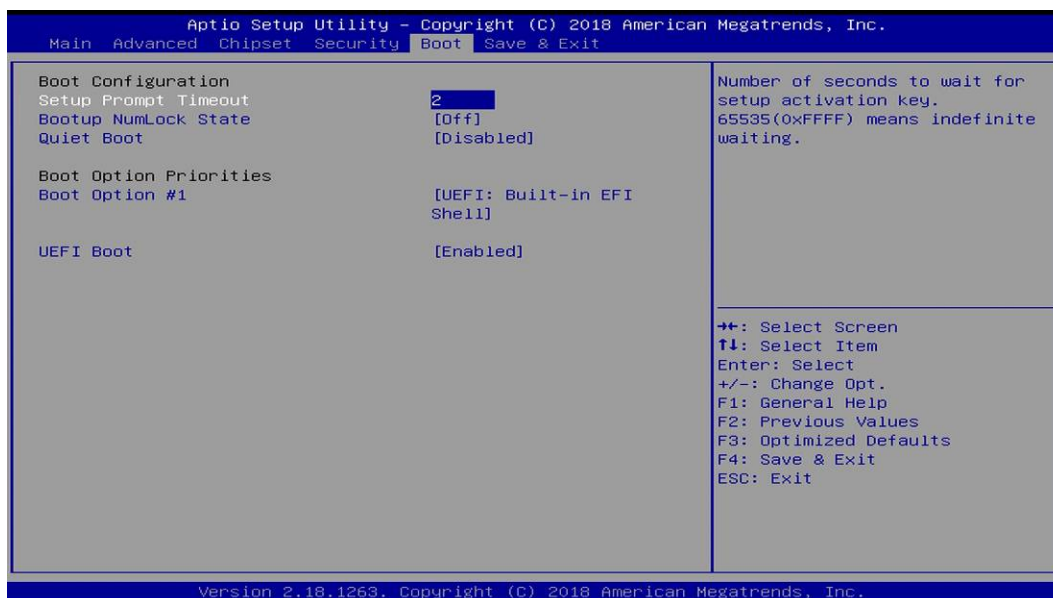 Aptio Setup Utility – Copyright (C) 2018 American Megatrends, Inc.
Main Advanced Chipset Security Boot Save & Exit
Boot Configuration
Setup Prompt Timeout 2
Bootup NumLock State [Off]
Quiet Boot [Disabled]
Boot Option Priorities
Boot Option #1 [UEFI: Built-in EFI
Shell]
UEFI Boot [Enabled]
Number of seconds to wait for
setup activation key.
65535(0xFFFF) means indefinite
waiting.
→←: Select Screen
↑↓: Select Item
Enter: Select
+/-: Change Opt.
F1: General Help
F2: Previous Values
F3: Optimized Defaults
F4: Save & Exit
ESC: Exit
Version 2.18.1263. Copyright (C) 2018 American Megatrends, Inc.